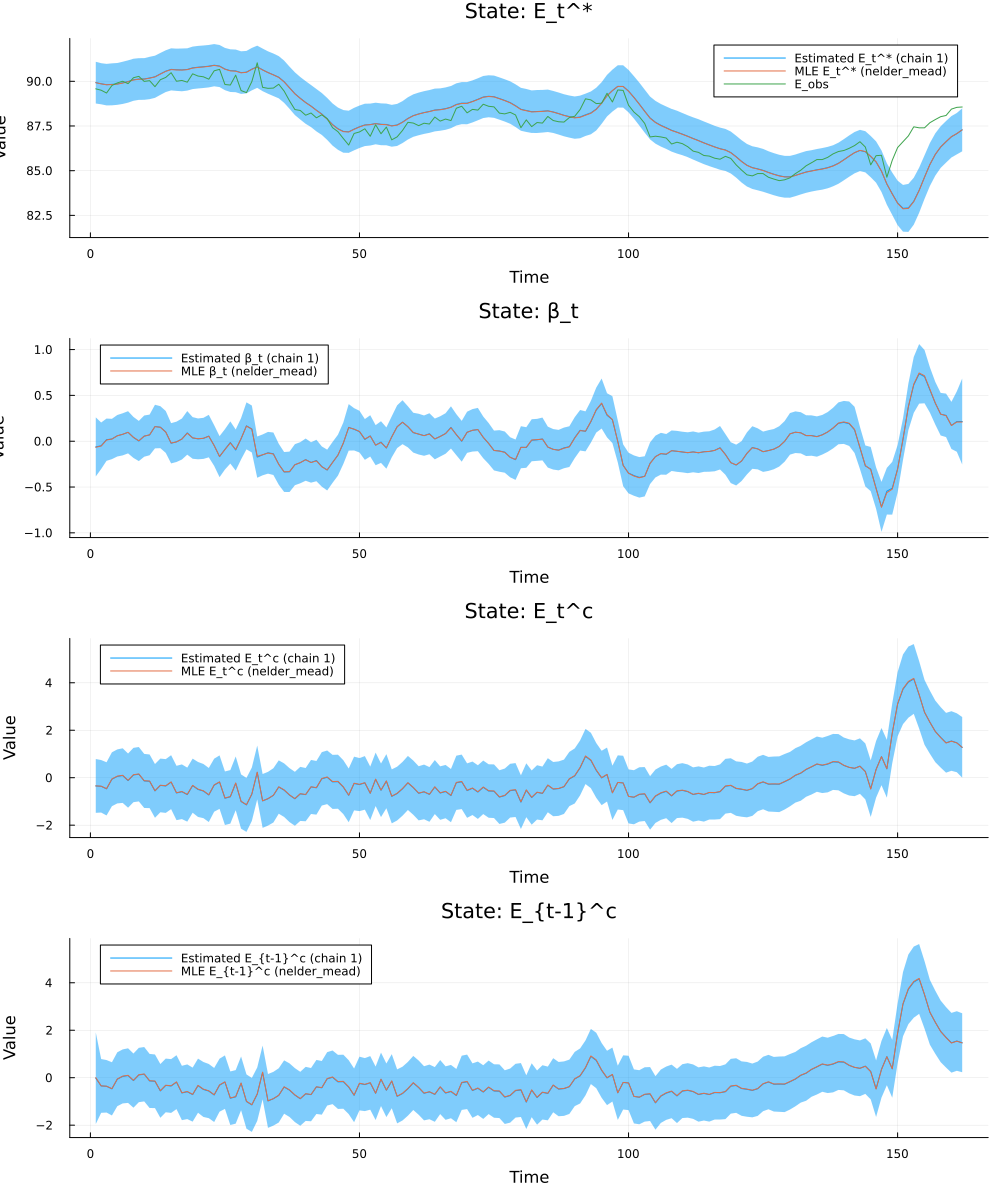 State: E_t^*
Estimated E_t^* (chain 1)
MLE E_t^* (nelder_mead)
E_obs
90.0
87.5
85.0
82.5
0
50
100
150
Time
State: β_t
Estimated β_t (chain 1)
MLE β_t (nelder_mead)
1.0
0.5
0.0
−0.5
−1.0
0
50
100
150
Time
State: E_t^c
Estimated E_t^c (chain 1)
MLE E_t^c (nelder_mead)
Value
4
2
0
−2
0
50
100
150
Time
State: E_{t-1}^c
Estimated E_{t-1}^c (chain 1)
MLE E_{t-1}^c (nelder_mead)
Value
4
2
0
−2
0
50
100
150
Time